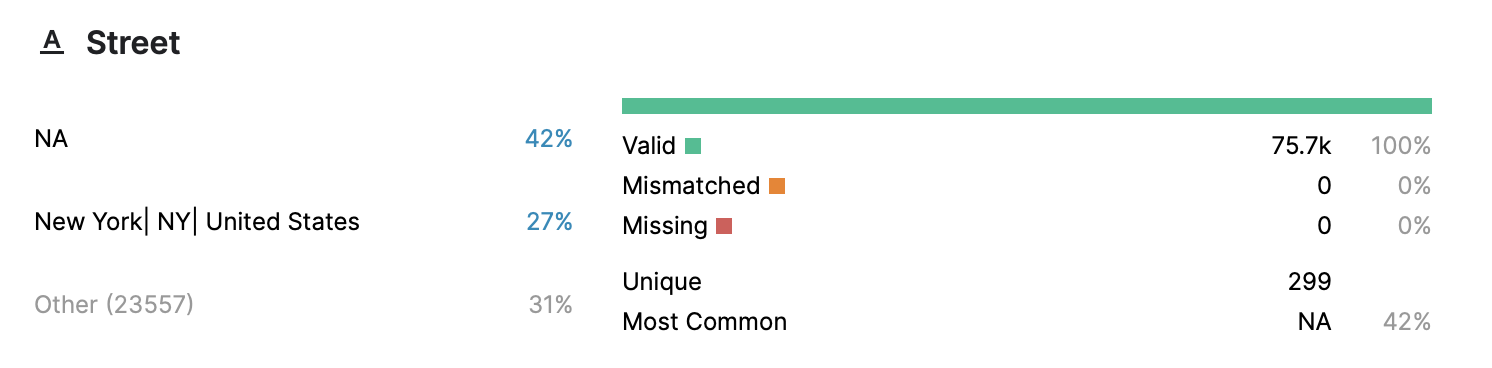 A Street
NA 42%
New York| NY| United States 27%
Other (23557) 31%
Valid 75.7k 100%
Mismatched 0 0%
Missing 0 0%
Unique 299
Most Common NA 42%